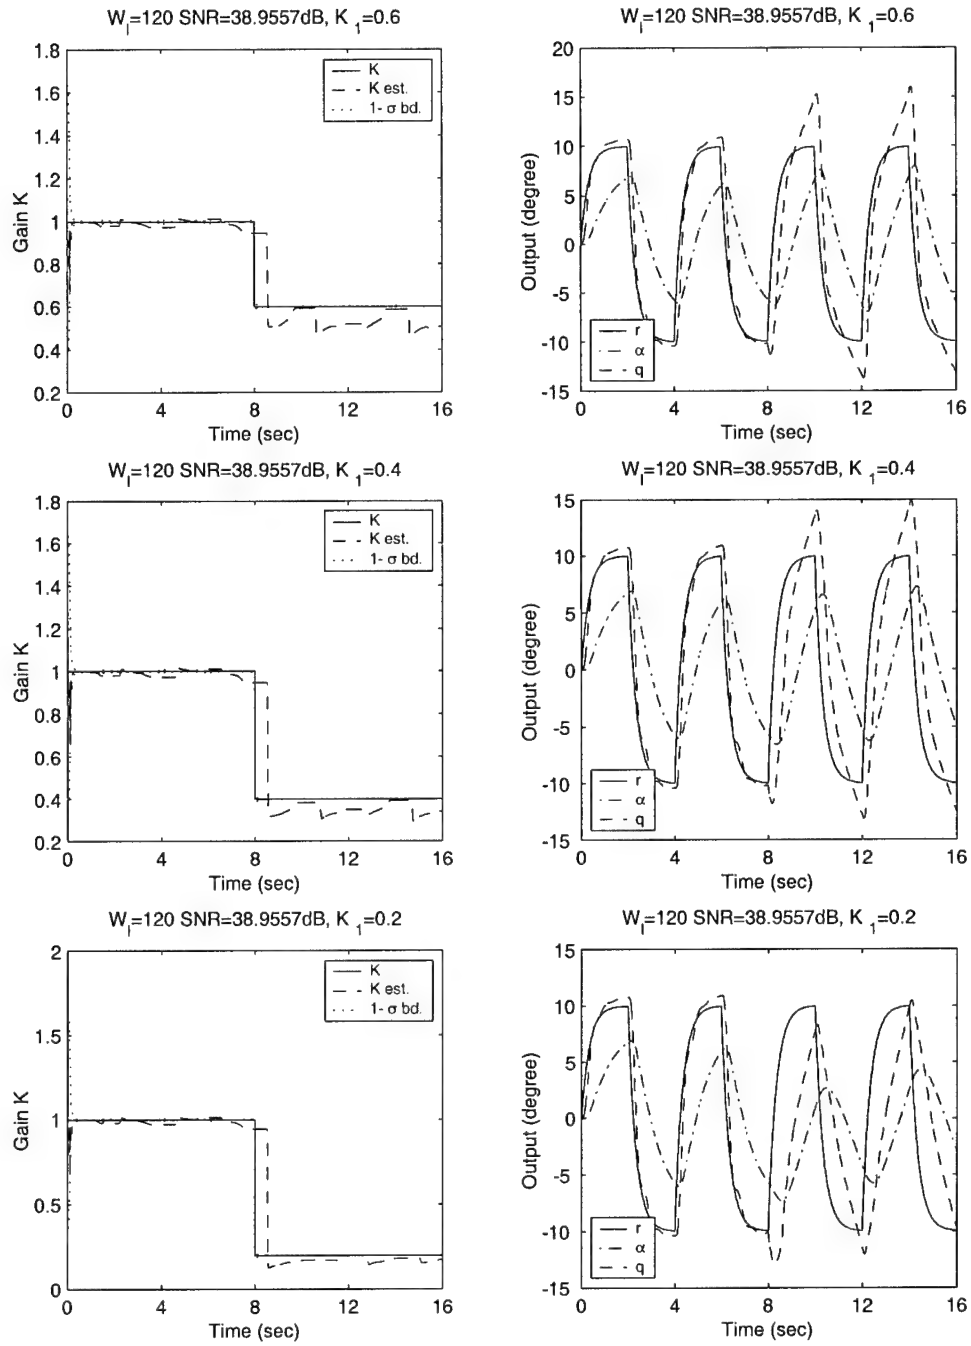 W_l=120 SNR=38.9557dB, K_1=0.6
1.8
1.6
1.4
1.2
1
0.8
0.6
0.4
0.2
Gain K
K
K est.
1- σ bd.
0 4 8 12 16
Time (sec)
W_l=120 SNR=38.9557dB, K_1=0.6
20
15
10
5
0
-5
-10
-15
Output (degree)
r
α
q
0 4 8 12 16
Time (sec)
W_l=120 SNR=38.9557dB, K_1=0.4
1.8
1.6
1.4
1.2
1
0.8
0.6
0.4
0.2
Gain K
K
K est.
1- σ bd.
0 4 8 12 16
Time (sec)
W_l=120 SNR=38.9557dB, K_1=0.4
15
10
5
0
-5
-10
-15
Output (degree)
r
α
q
0 4 8 12 16
Time (sec)
W_l=120 SNR=38.9557dB, K_1=0.2
2
1.5
1
0.5
0
Gain K
K
K est.
1- σ bd.
0 4 8 12 16
Time (sec)
W_l=120 SNR=38.9557dB, K_1=0.2
15
10
5
0
-5
-10
-15
Output (degree)
r
α
q
0 4 8 12 16
Time (sec)